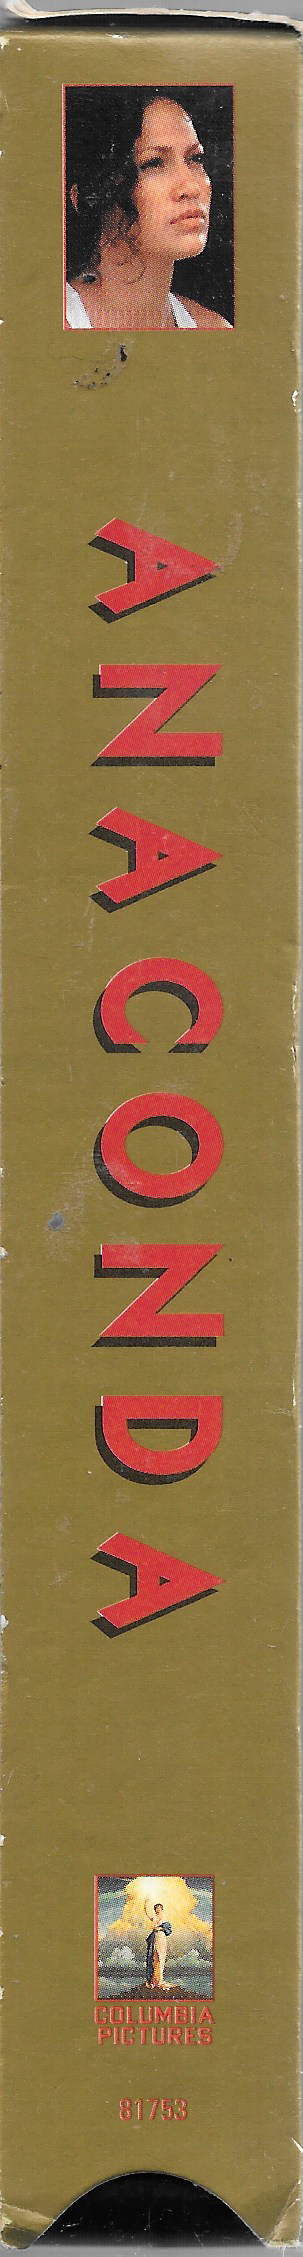 ANACONDA
COLUMBIA
PICTURES
81753